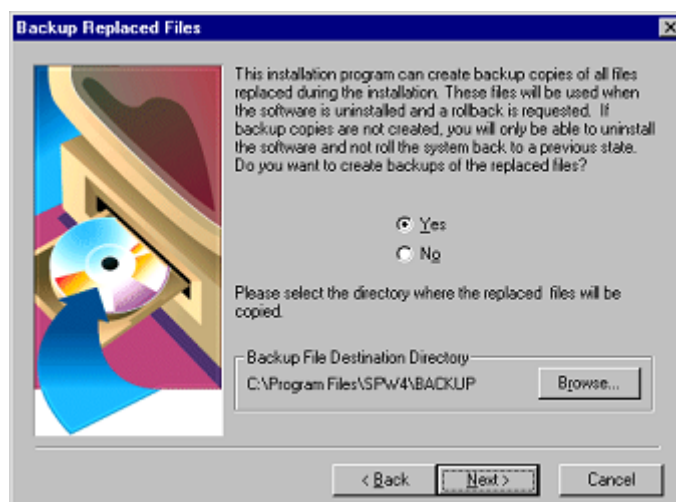 Backup Replaced Files
This installation program can create backup copies of all files
replaced during the installation. These files will be used when
the software is uninstalled and a rollback is requested. If
backup copies are not created, you will only be able to uninstall
the software and not roll the system back to a previous state.
Do you want to create backups of the replaced files?
Yes
No
Please select the directory where the replaced files will be
copied.
Backup File Destination Directory
C:\Program Files\SPW4\BACKUP
Browse...
< Back
Next >
Cancel